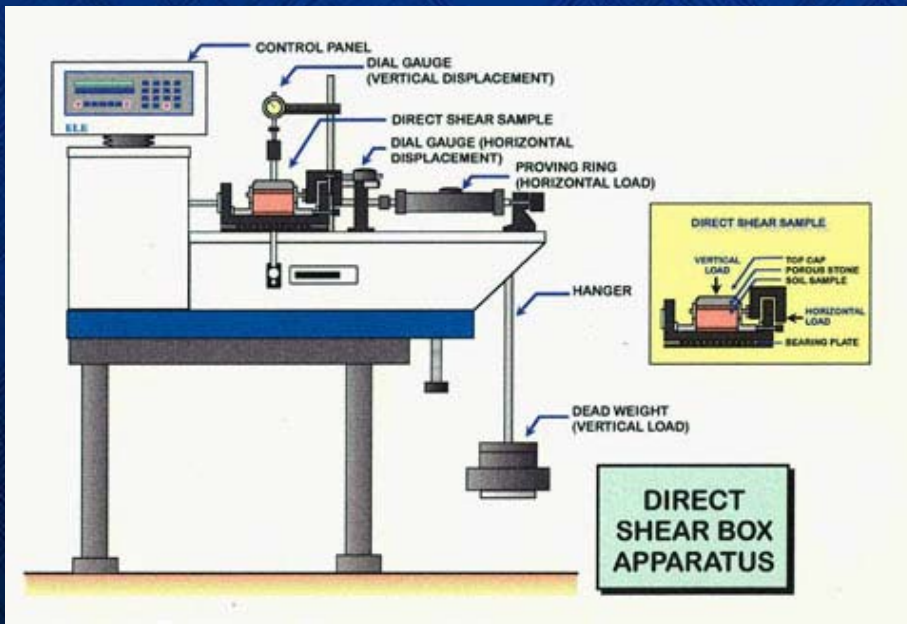 CONTROL PANEL
DIAL GAUGE
(VERTICAL DISPLACEMENT)
DIRECT SHEAR SAMPLE
DIAL GAUGE (HORIZONTAL
DISPLACEMENT)
PROVING RING
(HORIZONTAL LOAD)
ELE
DIRECT SHEAR SAMPLE
VERTICAL
LOAD
TOP CAP
POROUS STONE
SOIL SAMPLE
HORIZONTAL
LOAD
BEARING PLATE
HANGER
DEAD WEIGHT
(VERTICAL LOAD)
DIRECT
SHEAR BOX
APPARATUS